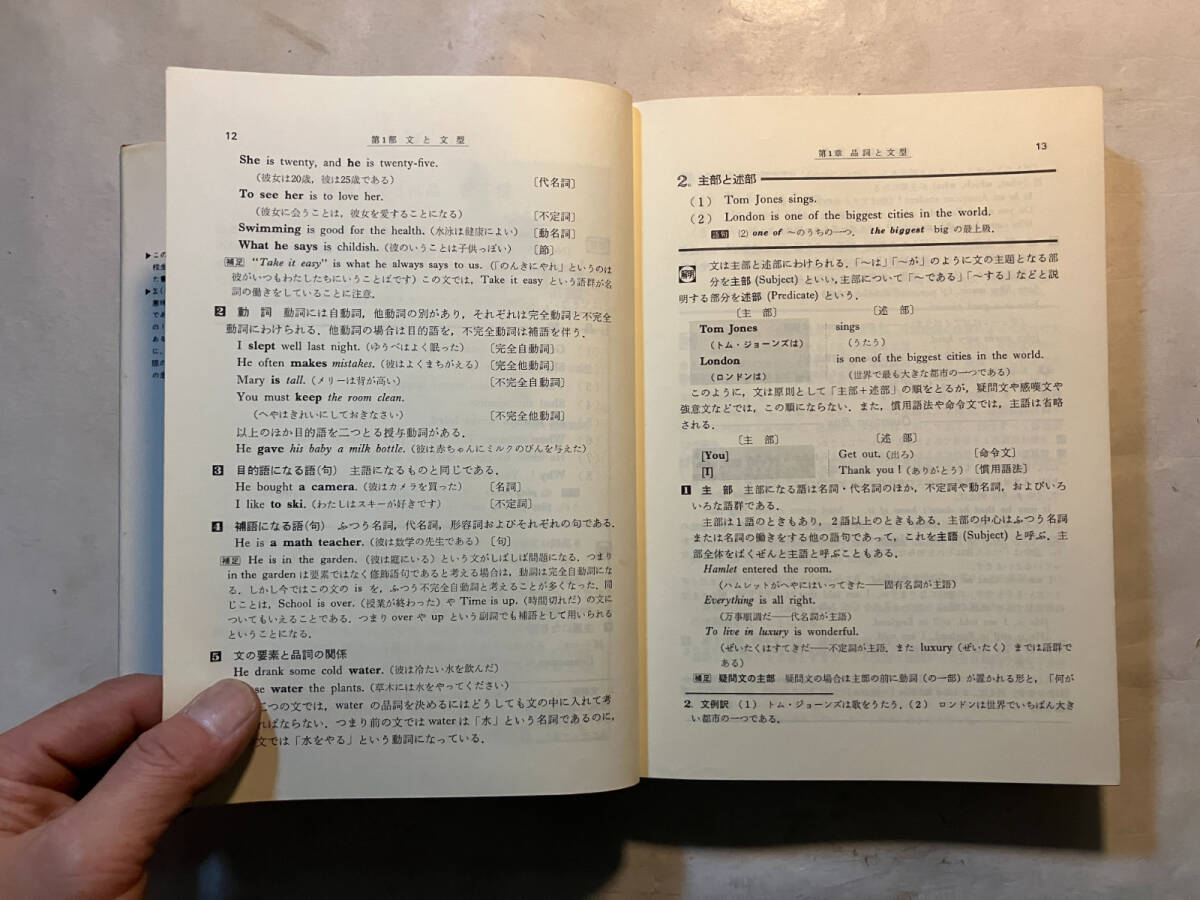 12
第1部 文 と 文 型
She is twenty, and he is twenty-five.
(彼女は20歳,彼は25歳である) 〔代名詞〕
To see her is to love her.
(彼女に会うことは,彼女を愛することになる) 〔不定詞〕
Swimming is good for the health. (水泳は健康によい) 〔動名詞〕
What he says is childish. (彼のいうことは子供っぽい) 〔節〕
補足 "Take it easy" is what he always says to us. (「のんきにやれ」というのは
彼がいつもわたしたちにいうことばです) この文では, Take it easy という語群が名
詞の働きをしていることに注意.
2 動 詞 動詞には自動詞,他動詞の別があり,それぞれは完全動詞と不完全
動詞にわけられる.他動詞の場合は目的語を,不完全動詞は補語を伴う.
I slept well last night. (ゆうべはよく眠った) 〔完全自動詞〕
He often makes mistakes. (彼はよくまちがえる) 〔完全他動詞〕
Mary is tall. (メリーは背が高い) 〔不完全自動詞〕
You must keep the room clean.
(へやはきれいにしておきなさい) 〔不完全他動詞〕
以上のほか目的語を二つとる授与動詞がある.
He gave his baby a milk bottle. (彼は赤ちゃんにミルクのびんを与えた)
3 目的語になる語(句) 主語になるものと同じである.
He bought a camera. (彼はカメラを買った) 〔名詞〕
I like to ski. (わたしはスキーが好きです) 〔不定詞〕
4 補語になる語(句) ふつう名詞,代名詞,形容詞およびそれぞれの句である.
He is a math teacher. (彼は数学の先生である) 〔句〕
補足 He is in the garden. (彼は庭にいる) という文がしばしば問題になる.つまり
in the garden は要素ではなく修飾語句であると考える場合は,動詞は完全自動詞にな
る.しかし今ではこの文の is を,ふつう不完全自動詞と考えることが多くなった.同
じことは, School is over. (授業が終わった) や Time is up. (時間切れだ) の文に
ついてもいえることである.つまり over や up という副詞でも補語として用いられる
ということになる.
5 文の要素と品詞の関係
He drank some cold water. (彼は冷たい水を飲んだ)
se water the plants. (草木には水をやってください)
二つの文では, water の品詞を決めるにはどうしても文の中に入れて考
ればならない.つまり前の文では water は「水」という名詞であるのに,
文では「水をやる」という動詞になっている.
第1章 品 詞 と 文 型
13
2. 主部と述部
(1) Tom Jones sings.
(2) London is one of the biggest cities in the world.
語句 (2) one of ～のうちの一つ. the biggest big の最上級.
解明 文は主部と述部にわけられる.「～は」「～が」のように文の主題となる部
分を主部 (Subject) といい,主部について「～である」「～する」などと説
明する部分を述部 (Predicate) という.
〔主 部〕 〔述 部〕
Tom Jones sings
(トム・ジョーンズは) (うたう)
London is one of the biggest cities in the world.
(ロンドンは) (世界で最も大きな都市の一つである)
このように,文は原則として「主部+述部」の順をとるが,疑問文や感嘆文や
強意文などでは,この順にならない.また,慣用語法や命令文では,主語は省略
される.
〔主 部〕 〔述 部〕
[You] Get out. (出ろ) 〔命令文〕
[I] Thank you! (ありがとう) 〔慣用語法〕
1 主 部 主部になる語は名詞・代名詞のほか,不定詞や動名詞,およびいろ
いろな語群である.
主部は1語のときもあり,2語以上のときもある.主部の中心はふつう名詞
または名詞の働きをする他の語句であって,これを主語 (Subject) と呼ぶ.主
部全体をばくぜんと主語と呼ぶこともある.
Hamlet entered the room.
(ハムレットがへやにはいってきた――固有名詞が主語)
Everything is all right.
(万事順調だ――代名詞が主語)
To live in luxury is wonderful.
(ぜいたくはすてきだ――不定詞が主語.また luxury (ぜいたく) までは語群で
ある)
補足 疑問文の主部 疑問文の場合は主部の前に動詞 (の一部) が置かれる形と,「何が
2. 文例訳 (1) トム・ジョーンズは歌をうたう.(2) ロンドンは世界でいちばん大き
い都市の一つである.